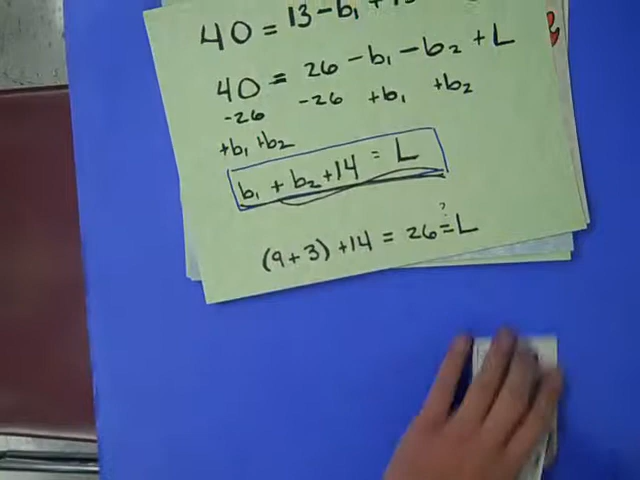 40 = 13 - b₁ + 13
40 = 26 - b₁ - b₂ + L
-26 -26 +b₁ +b₂
+b₁ +b₂
b₁ + b₂ + 14 = L
?
(9+3) + 14 = 26 = L